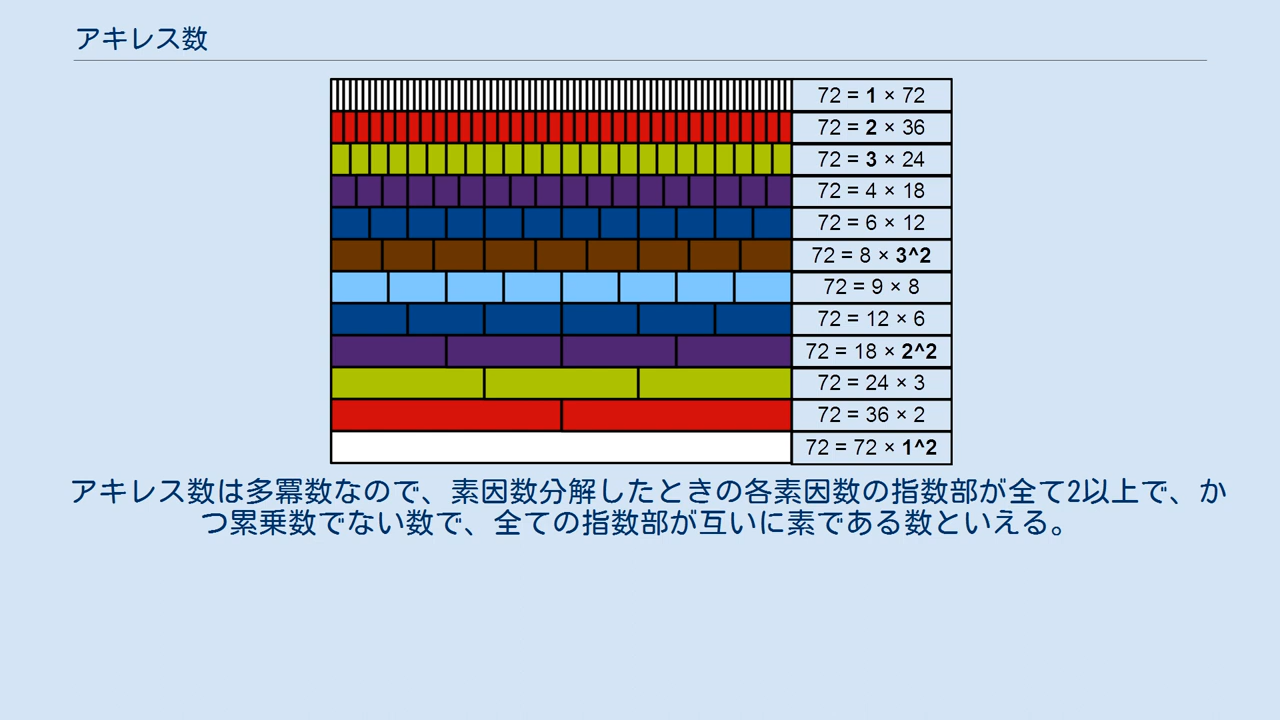 アキレス数
72 = 1 × 72
72 = 2 × 36
72 = 3 × 24
72 = 4 × 18
72 = 6 × 12
72 = 8 × 3^2
72 = 9 × 8
72 = 12 × 6
72 = 18 × 2^2
72 = 24 × 3
72 = 36 × 2
72 = 72 × 1^2
アキレス数は多冪数なので、素因数分解したときの各素因数の指数部が全て2以上で、か
つ累乗数でない数で、全ての指数部が互いに素である数といえる。